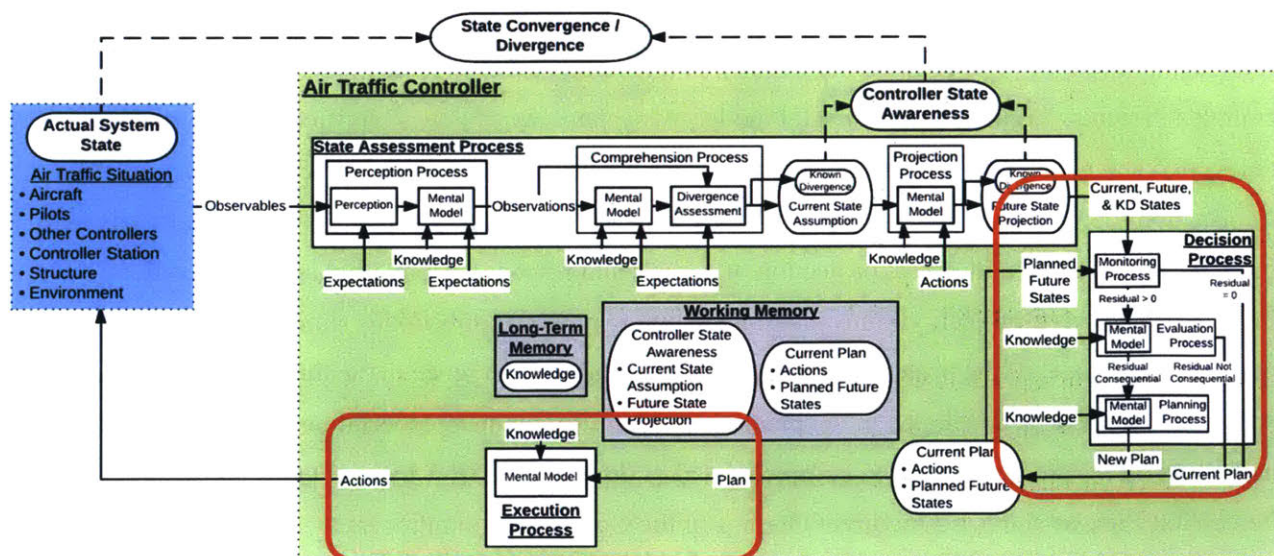 State Convergence /
Divergence
Air Traffic Controller
Controller State
Awareness
Actual System
State
Air Traffic Situation
• Aircraft
• Pilots
• Other Controllers
• Controller Station
• Structure
• Environment
Observables
State Assessment Process
Perception Process
Perception
Mental
Model
Observations
Comprehension Process
Mental
Model
Divergence
Assessment
Known
Divergence
Current State
Assumption
Projection
Process
Mental
Model
Known
Divergence
Future State
Projection
Current, Future,
& KD States
Knowledge
Expectations
Expectations
Knowledge
Expectations
Knowledge
Actions
Planned
Future
States
Decision
Process
Monitoring
Process
Residual
= 0
Residual > 0
Knowledge
Mental
Model
Evaluation
Process
Residual
Consequential
Residual Not
Consequential
Knowledge
Mental
Model
Planning
Process
New Plan
Current Plan
Long-Term
Memory
Knowledge
Working Memory
Controller State
Awareness
• Current State
Assumption
• Future State
Projection
Current Plan
• Actions
• Planned Future
States
Current Plan
• Actions
• Planned Future
States
Plan
Knowledge
Mental Model
Execution
Process
Actions